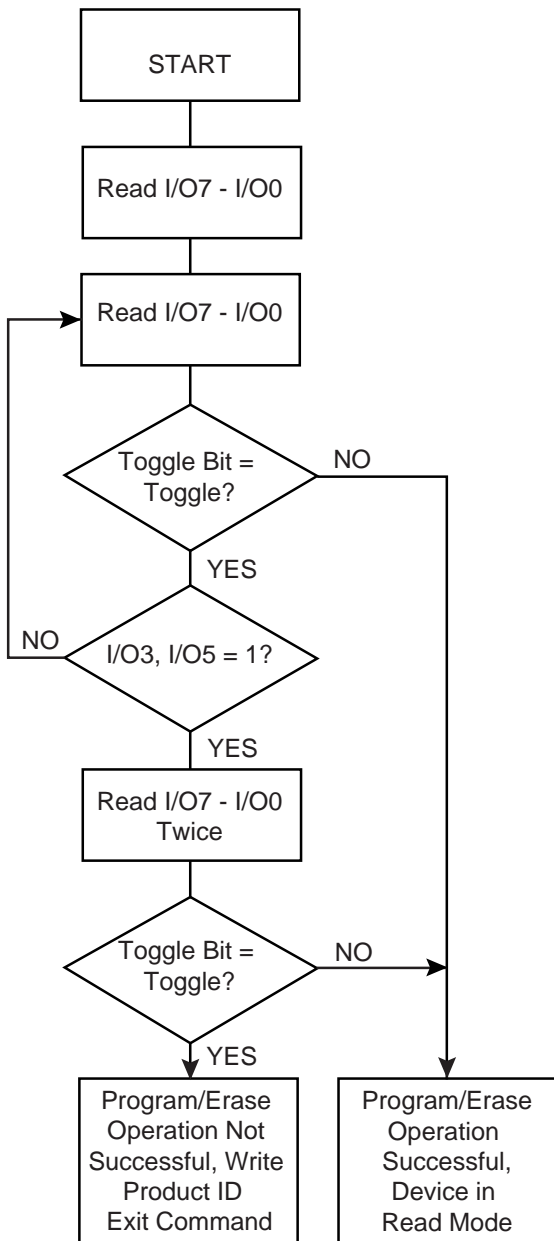 START
Read I/O7 - I/O0
Read I/O7 - I/O0
Toggle Bit =
Toggle?
NO
YES
I/O3, I/O5 = 1?
NO
YES
Read I/O7 - I/O0
Twice
Toggle Bit =
Toggle?
NO
YES
Program/Erase
Operation Not
Successful, Write
Product ID
Exit Command
Program/Erase
Operation
Successful,
Device in
Read Mode